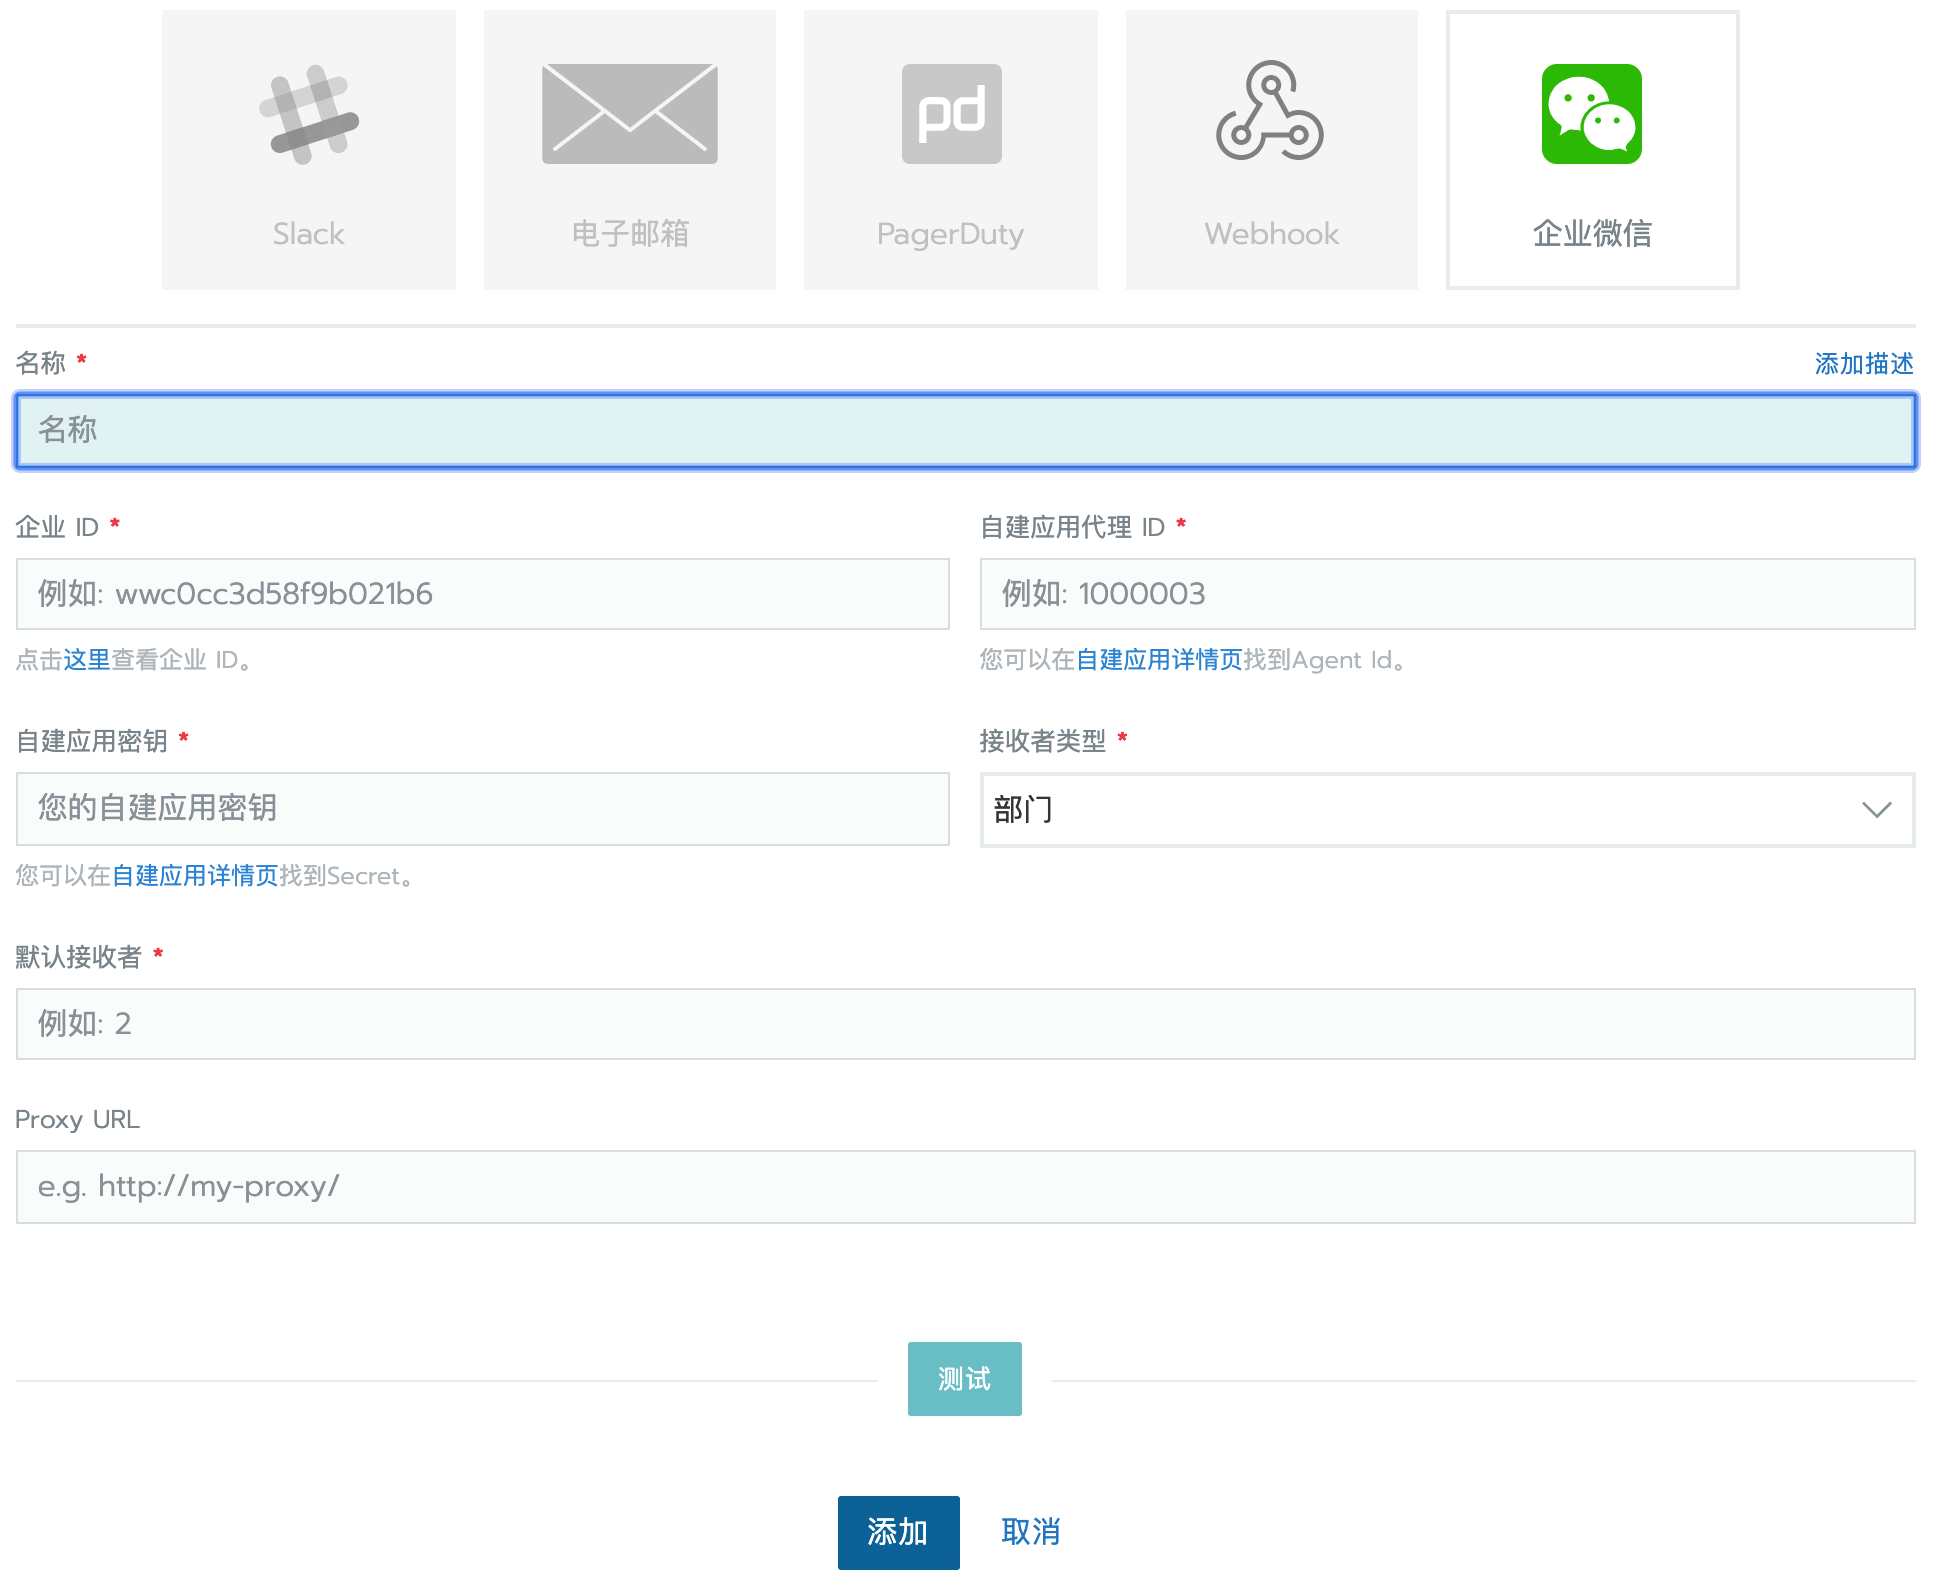 pd
Slack
电子邮箱
PagerDuty
Webhook
企业微信
名称 *
添加描述
名称
企业 ID *
自建应用代理 ID *
例如: wwc0cc3d58f9b021b6
例如: 1000003
点击这里查看企业 ID。
您可以在自建应用详情页找到Agent Id。
自建应用密钥 *
接收者类型 *
您的自建应用密钥
部门
您可以在自建应用详情页找到Secret。
默认接收者 *
例如: 2
Proxy URL
e.g. http://my-proxy/
测试
添加
取消